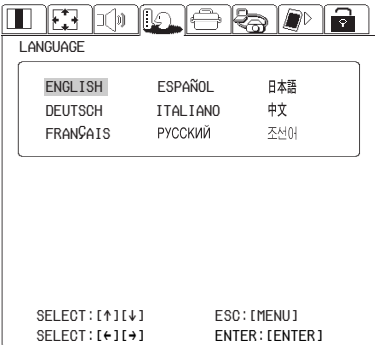 LANGUAGE
ENGLISH ESPAÑOL 日本語
DEUTSCH ITALIANO 中文
FRANÇAIS РУССКИЙ 조선어
SELECT:[↑][↓] ESC:[MENU]
SELECT:[←][→] ENTER:[ENTER]